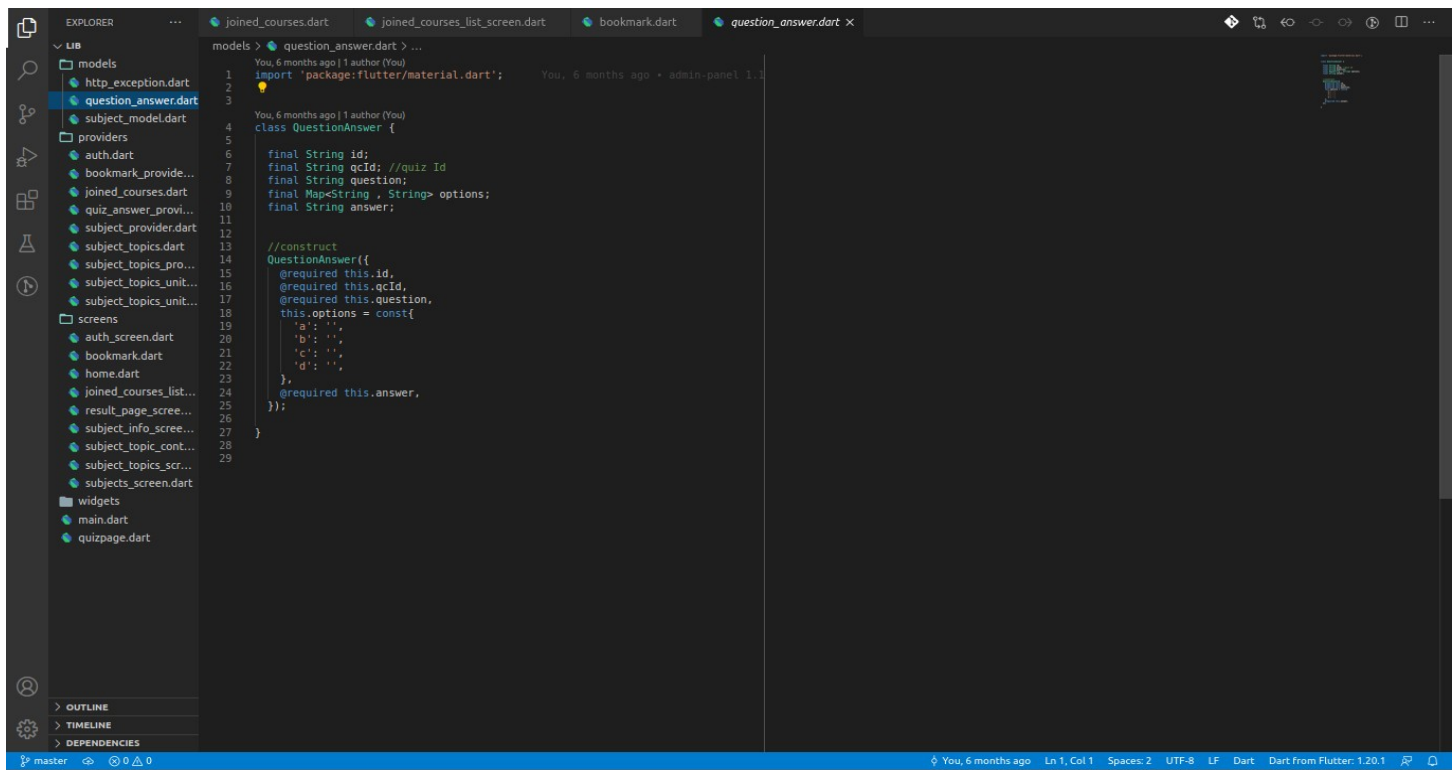 EXPLORER ...
joined_courses.dart joined_courses_list_screen.dart bookmark.dart question_answer.dart
LIB
models
http_exception.dart
question_answer.dart
subject_model.dart
providers
auth.dart
bookmark_provide...
joined_courses.dart
quiz_answer_provi...
subject_provider.dart
subject_topics.dart
subject_topics_pro...
subject_topics_unit...
subject_topics_unit...
screens
auth_screen.dart
bookmark.dart
home.dart
joined_courses_list...
result_page_scree...
subject_info_scree...
subject_topic_cont...
subject_topics_scr...
subjects_screen.dart
widgets
main.dart
quizpage.dart
OUTLINE
TIMELINE
DEPENDENCIES
models > question_answer.dart > ...
You, 6 months ago | 1 author (You)
1 import 'package:flutter/material.dart'; You, 6 months ago • admin-panel 1.1
2
3
You, 6 months ago | 1 author (You)
4 class QuestionAnswer {
5
6 final String id;
7 final String qcId; //quiz Id
8 final String question;
9 final Map<String , String> options;
10 final String answer;
11
12
13 //construct
14 QuestionAnswer({
15 @required this.id,
16 @required this.qcId,
17 @required this.question,
18 this.options = const{
19 'a': '',
20 'b': '',
21 'c': '',
22 'd': '',
23 },
24 @required this.answer,
25 });
26
27 }
28
29
master 0 0 You, 6 months ago Ln 1, Col 1 Spaces: 2 UTF-8 LF Dart Dart from Flutter: 1.20.1